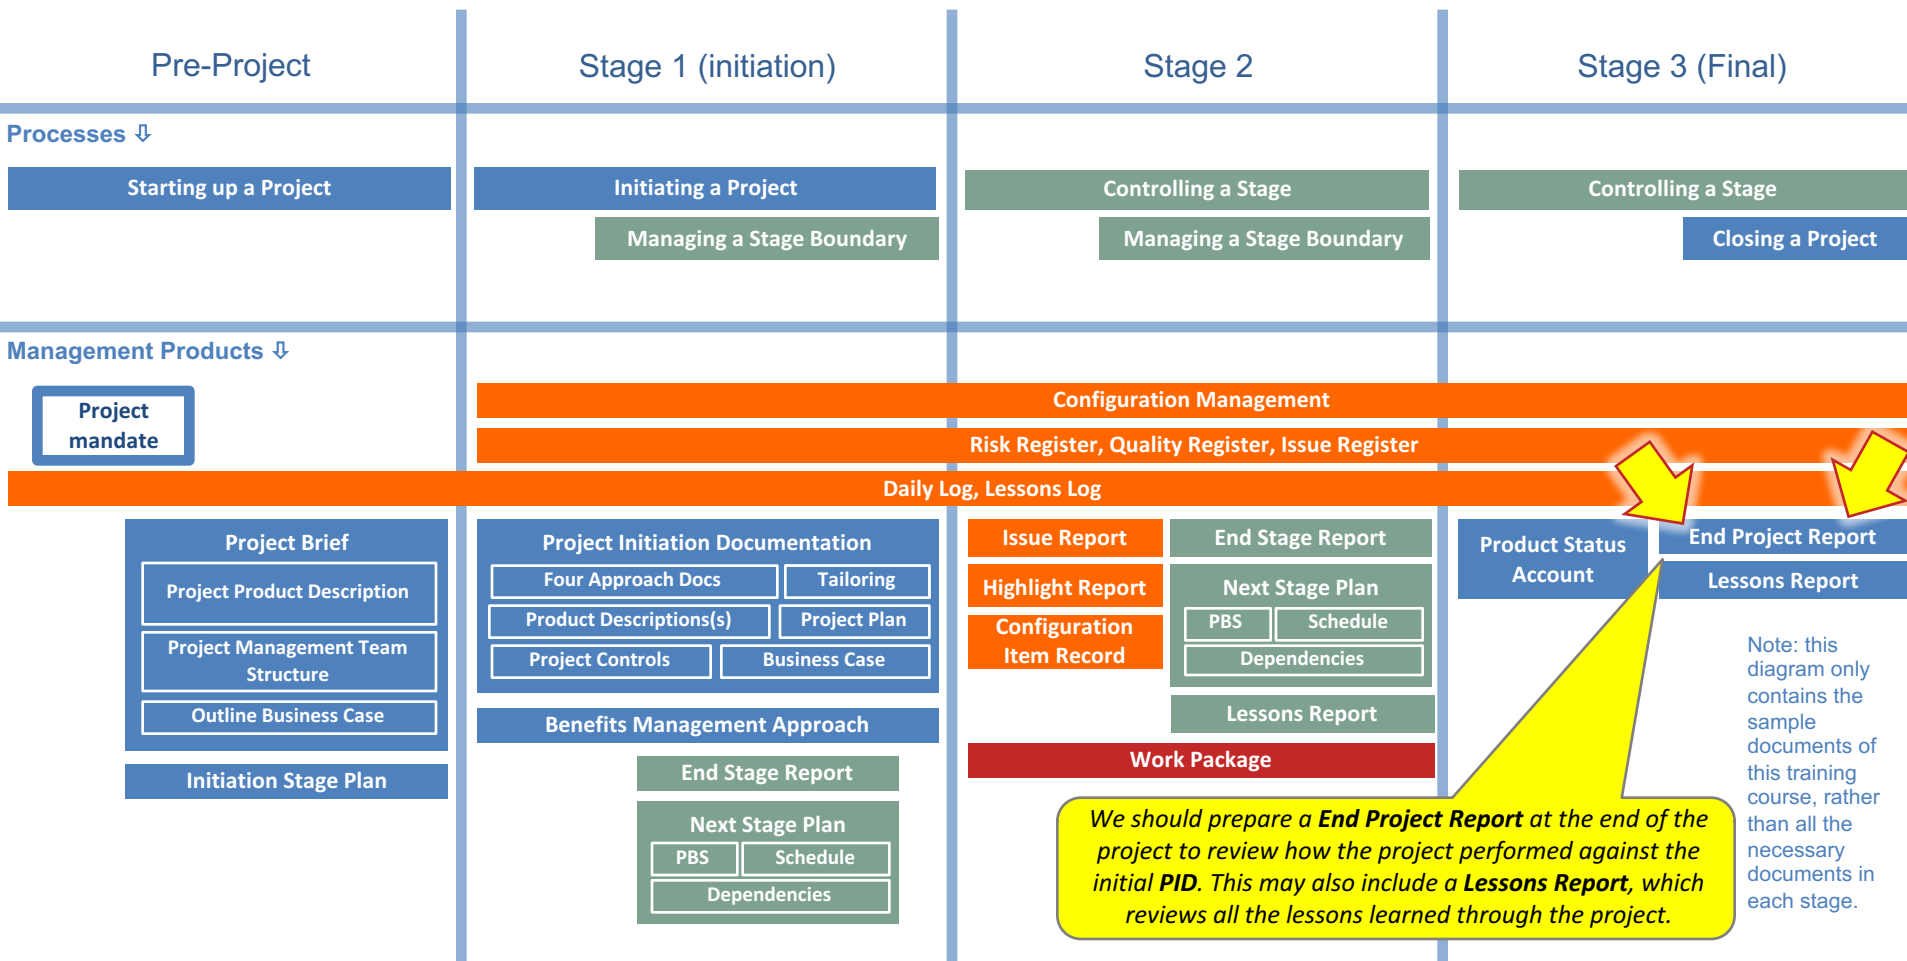 Pre-Project
Stage 1 (initiation)
Stage 2
Stage 3 (Final)
Processes ⇩
Starting up a Project
Initiating a Project
Controlling a Stage
Controlling a Stage
Managing a Stage Boundary
Managing a Stage Boundary
Closing a Project
Management Products ⇩
Project
mandate
Configuration Management
Risk Register, Quality Register, Issue Register
Daily Log, Lessons Log
Project Brief
Project Product Description
Project Management Team
Structure
Outline Business Case
Initiation Stage Plan
Project Initiation Documentation
Four Approach Docs
Tailoring
Product Descriptions(s)
Project Plan
Project Controls
Business Case
Benefits Management Approach
End Stage Report
Next Stage Plan
PBS
Schedule
Dependencies
Issue Report
Highlight Report
Configuration
Item Record
End Stage Report
Next Stage Plan
PBS
Schedule
Dependencies
Lessons Report
Work Package
Product Status
Account
End Project Report
Lessons Report
Note: this
diagram only
contains the
sample
documents of
this training
course, rather
than all the
necessary
documents in
each stage.
We should prepare a End Project Report at the end of the
project to review how the project performed against the
initial PID. This may also include a Lessons Report, which
reviews all the lessons learned through the project.